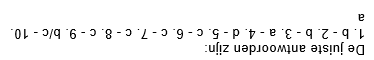 De juiste antwoorden zijn:
1. b - 2. b - 3. a - 4. d - 5. c - 6. c - 7. c - 8. c - 9. b/c - 10.
a